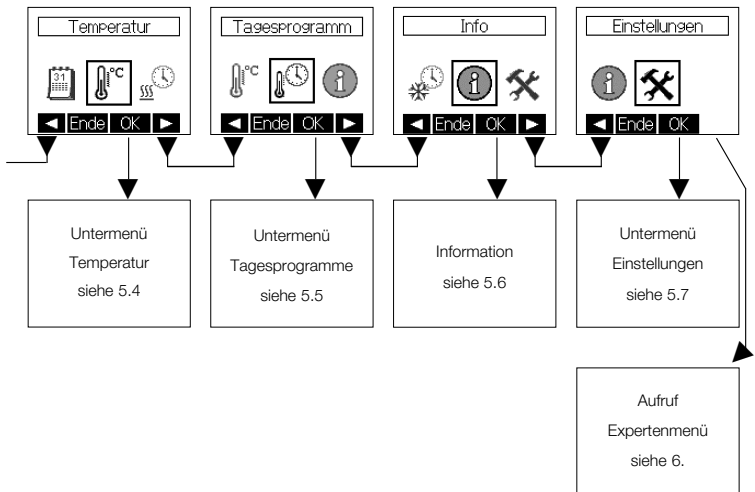 Temperatur
31
°C
Ende OK
Tagesprogramm
°C
i
Ende OK
Info
i
Ende OK
Einstellungen
i
Ende OK
Untermenü
Temperatur
siehe 5.4
Untermenü
Tagesprogramme
siehe 5.5
Information
siehe 5.6
Untermenü
Einstellungen
siehe 5.7
Aufruf
Expertenmenü
siehe 6.